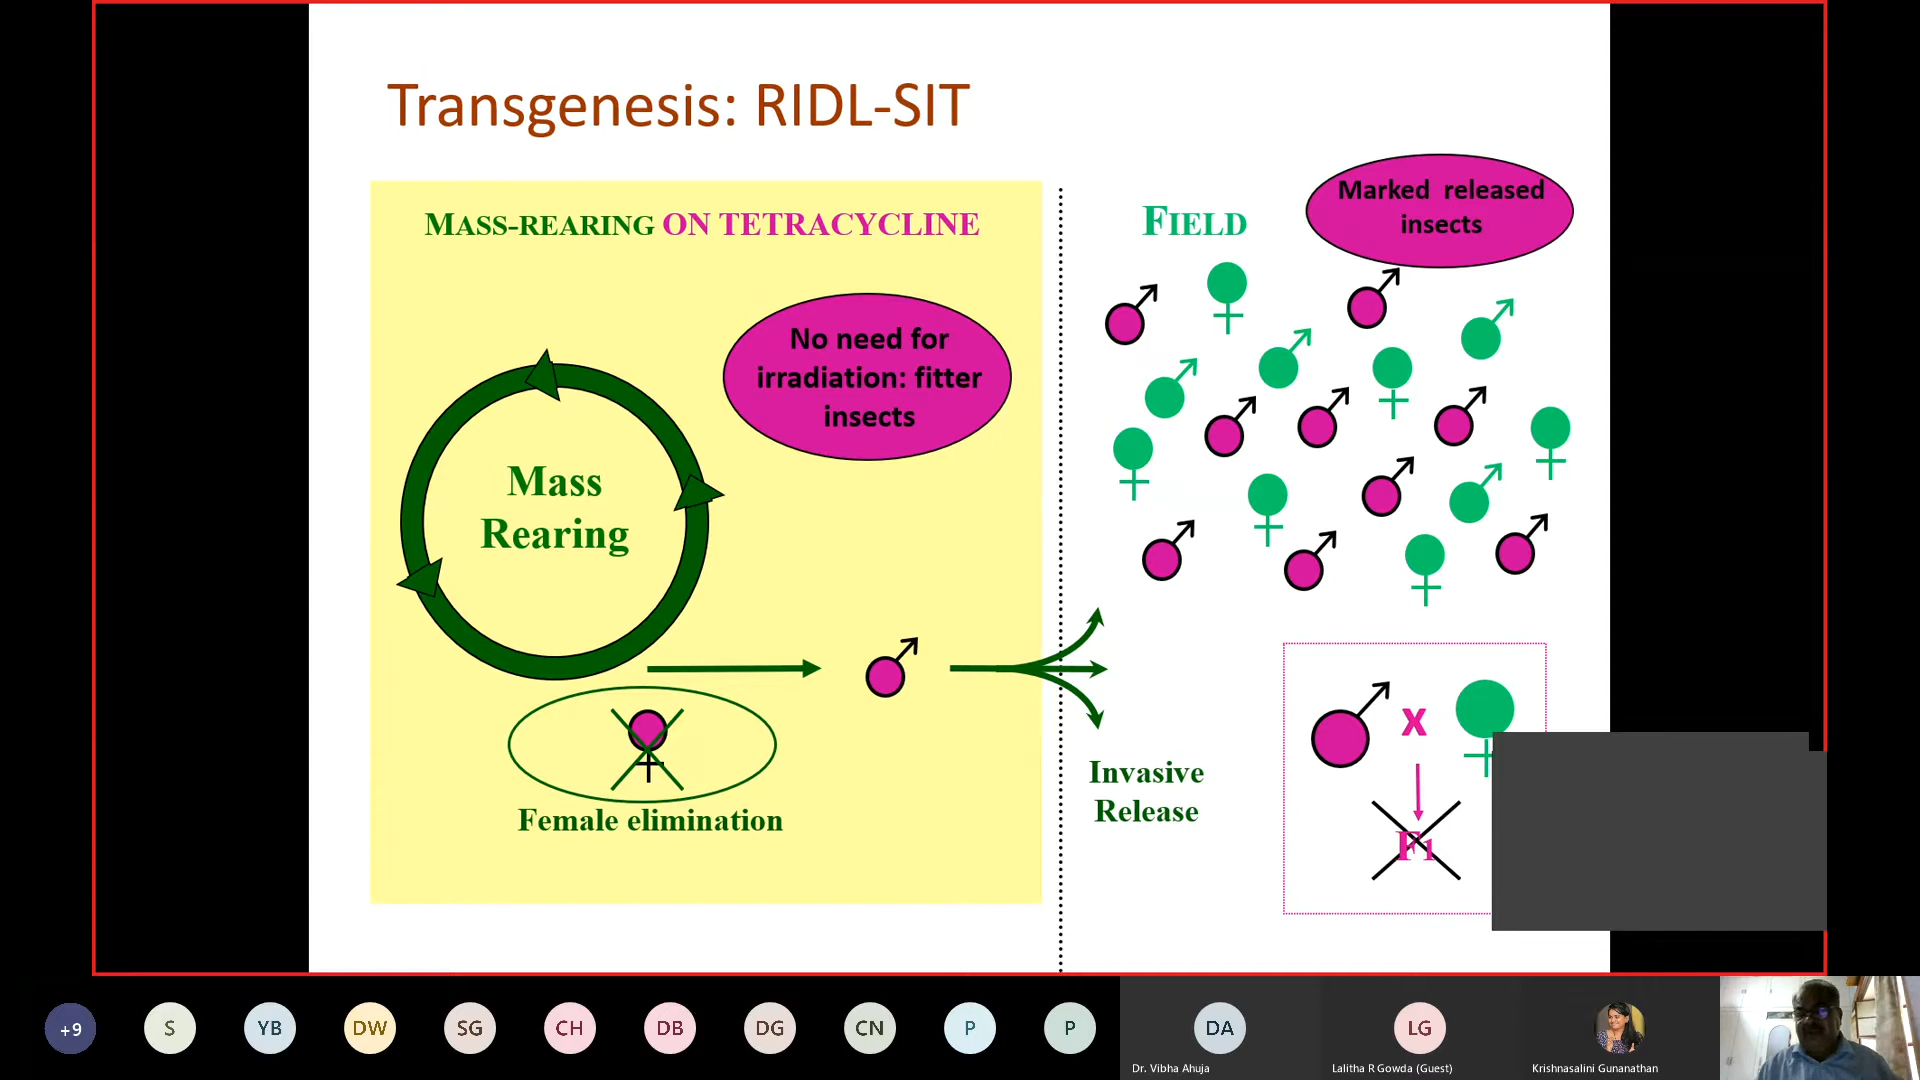 Transgenesis: RIDL-SIT
MASS-REARING ON TETRACYCLINE
FIELD
Marked released
insects
No need for
irradiation: fitter
insects
Mass
Rearing
Female elimination
Invasive
Release
X
F1
+9
S
YB
DW
SG
CH
DB
DG
CN
P
P
DA
LG
Dr. Vibha Ahuja
Lalitha R Gowda (Guest)
Krishnasalini Gunanathan